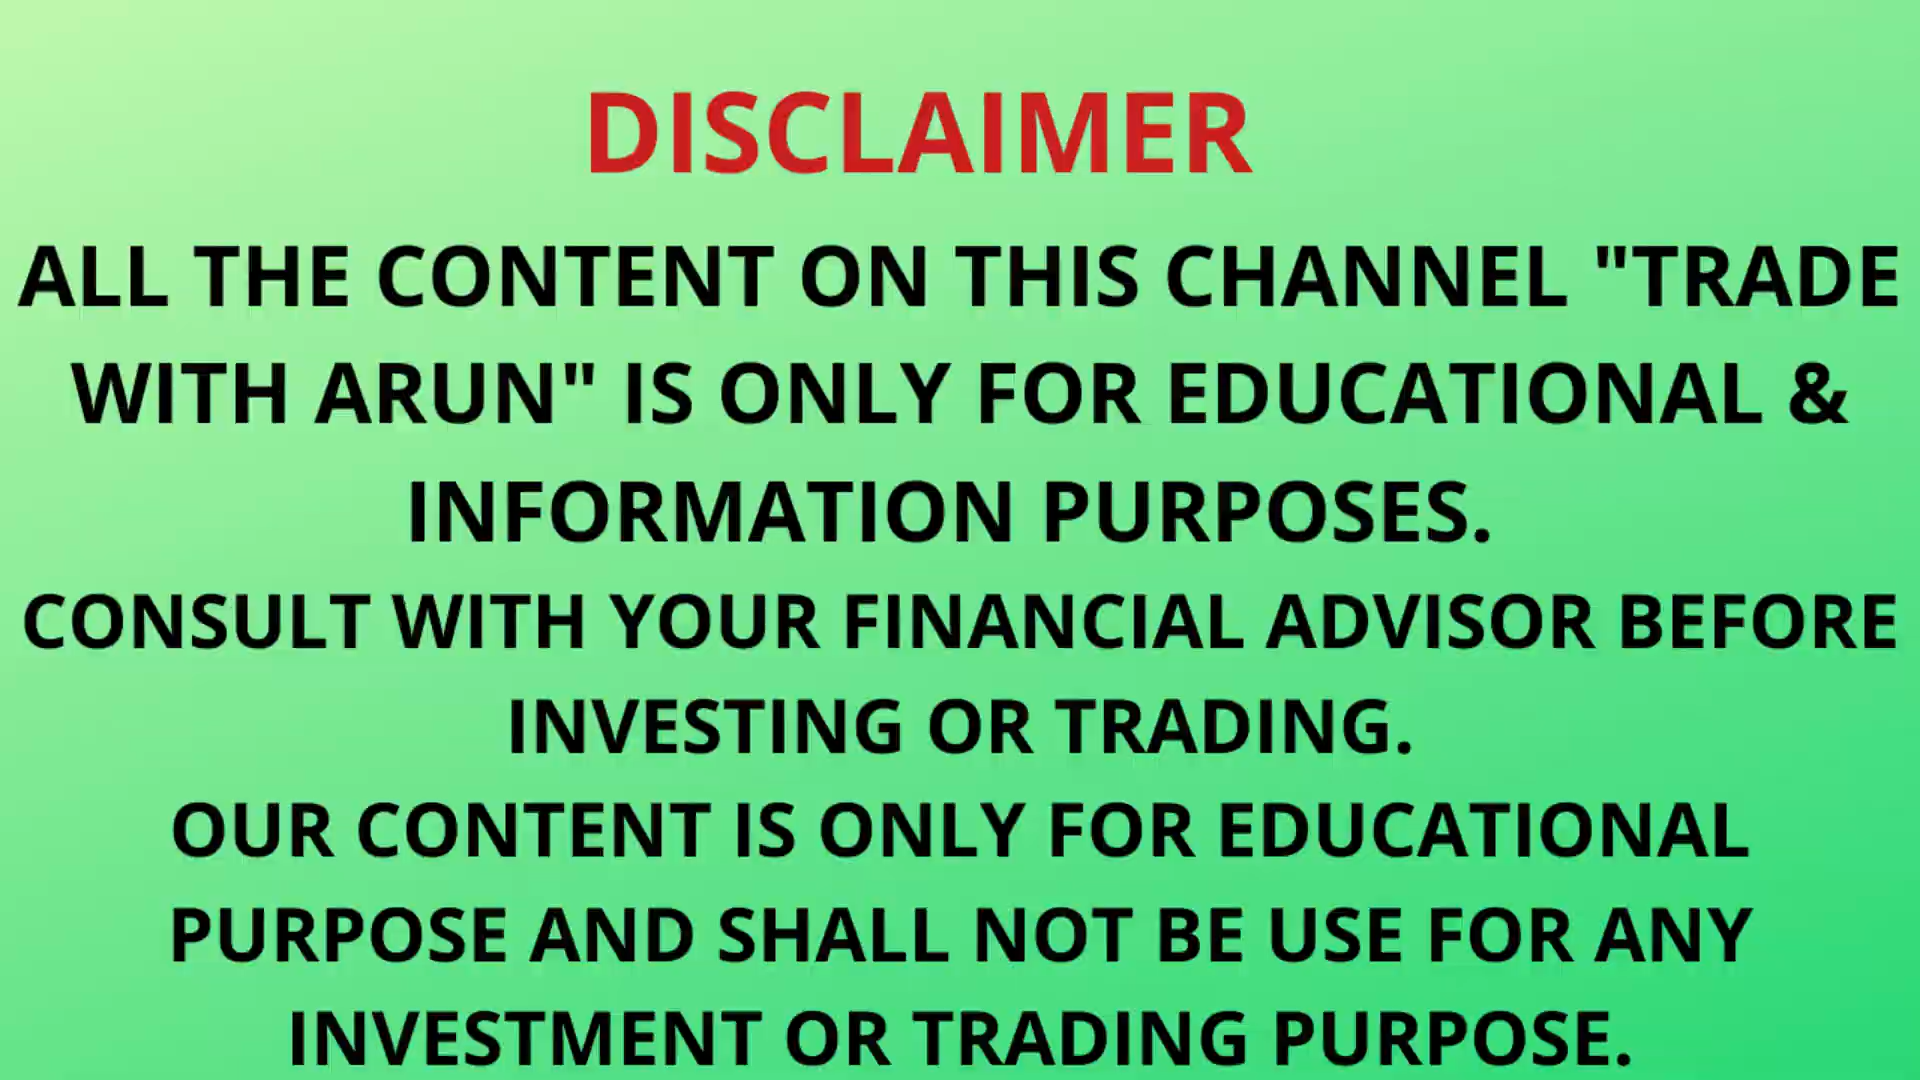 DISCLAIMER
ALL THE CONTENT ON THIS CHANNEL "TRADE
WITH ARUN" IS ONLY FOR EDUCATIONAL &
INFORMATION PURPOSES.
CONSULT WITH YOUR FINANCIAL ADVISOR BEFORE
INVESTING OR TRADING.
OUR CONTENT IS ONLY FOR EDUCATIONAL
PURPOSE AND SHALL NOT BE USE FOR ANY
INVESTMENT OR TRADING PURPOSE.